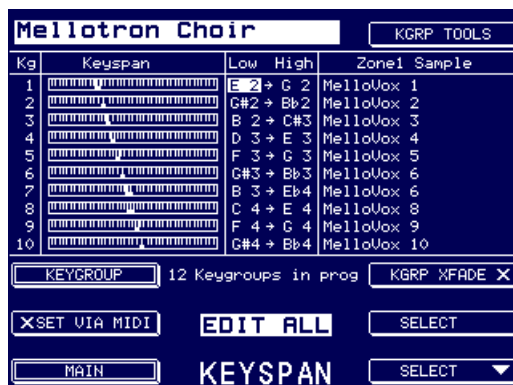 Mellotron Choir
KGRP TOOLS
Kg Keyspan Low High Zone1 Sample
1 E 2→ G 2 MelloVox 1
2 G#2→ Bb2 MelloVox 2
3 B 2→ C#3 MelloVox 3
4 D 3→ E 3 MelloVox 4
5 F 3→ G 3 MelloVox 5
6 G#3→ Bb3 MelloVox 6
7 B 3→ Eb4 MelloVox 6
8 C 4→ E 4 MelloVox 8
9 F 4→ G 4 MelloVox 9
10 G#4→ Bb4 MelloVox 10
KEYGROUP 12 Keygroups in prog KGRP XFADE X
XSET VIA MIDI EDIT ALL SELECT
MAIN KEYSPAN SELECT